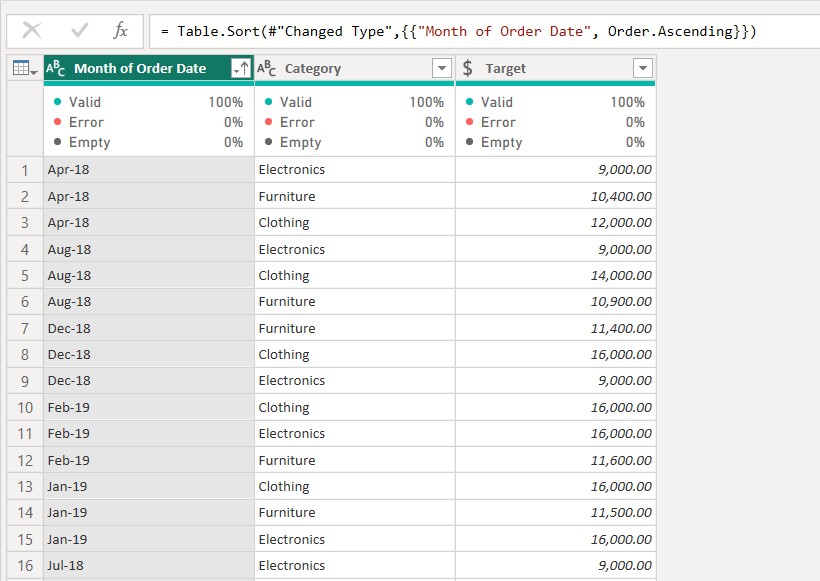 fx = Table.Sort(#"Changed Type",{{"Month of Order Date", Order.Ascending}})
ABC Month of Order Date ABC Category $ Target
Valid 100% Valid 100% Valid 100%
Error 0% Error 0% Error 0%
Empty 0% Empty 0% Empty 0%
1 Apr-18 Electronics 9,000.00
2 Apr-18 Furniture 10,400.00
3 Apr-18 Clothing 12,000.00
4 Aug-18 Electronics 9,000.00
5 Aug-18 Clothing 14,000.00
6 Aug-18 Furniture 10,900.00
7 Dec-18 Furniture 11,400.00
8 Dec-18 Clothing 16,000.00
9 Dec-18 Electronics 9,000.00
10 Feb-19 Clothing 16,000.00
11 Feb-19 Electronics 16,000.00
12 Feb-19 Furniture 11,600.00
13 Jan-19 Clothing 16,000.00
14 Jan-19 Furniture 11,500.00
15 Jan-19 Electronics 16,000.00
16 Jul-18 Electronics 9,000.00